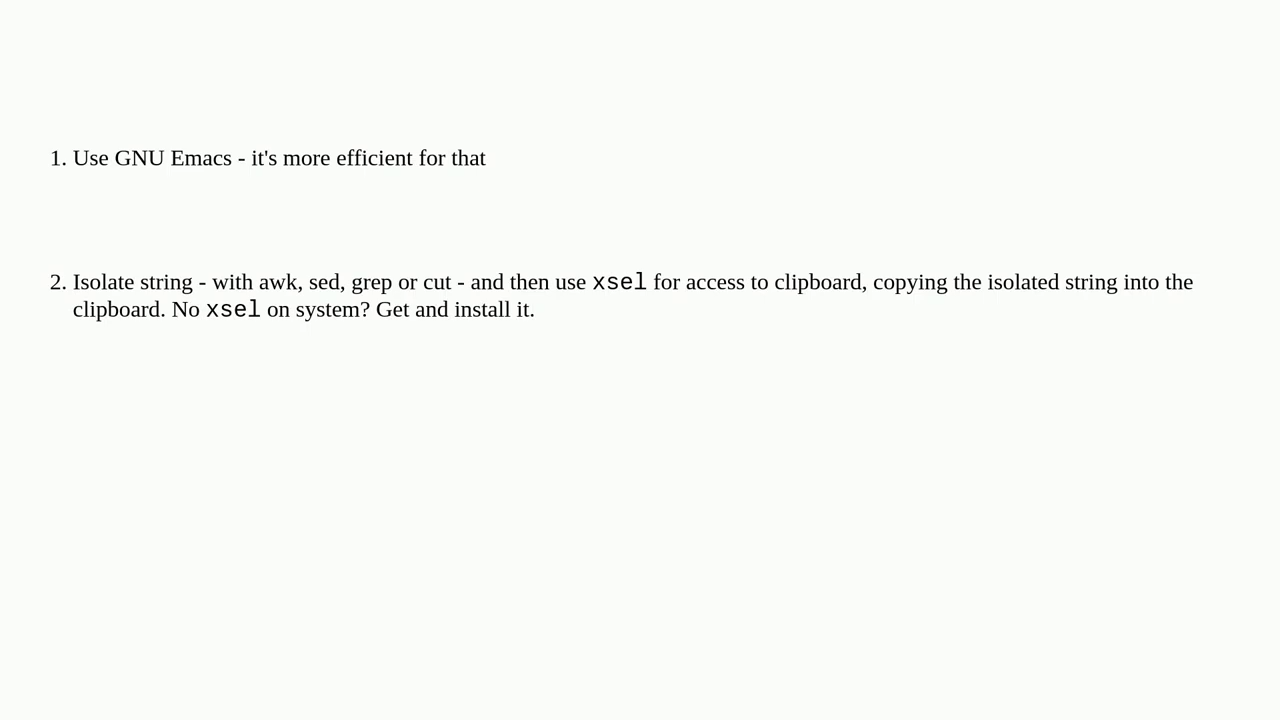 1. Use GNU Emacs - it's more efficient for that
2. Isolate string - with awk, sed, grep or cut - and then use xsel for access to clipboard, copying the isolated string into the
clipboard. No xsel on system? Get and install it.